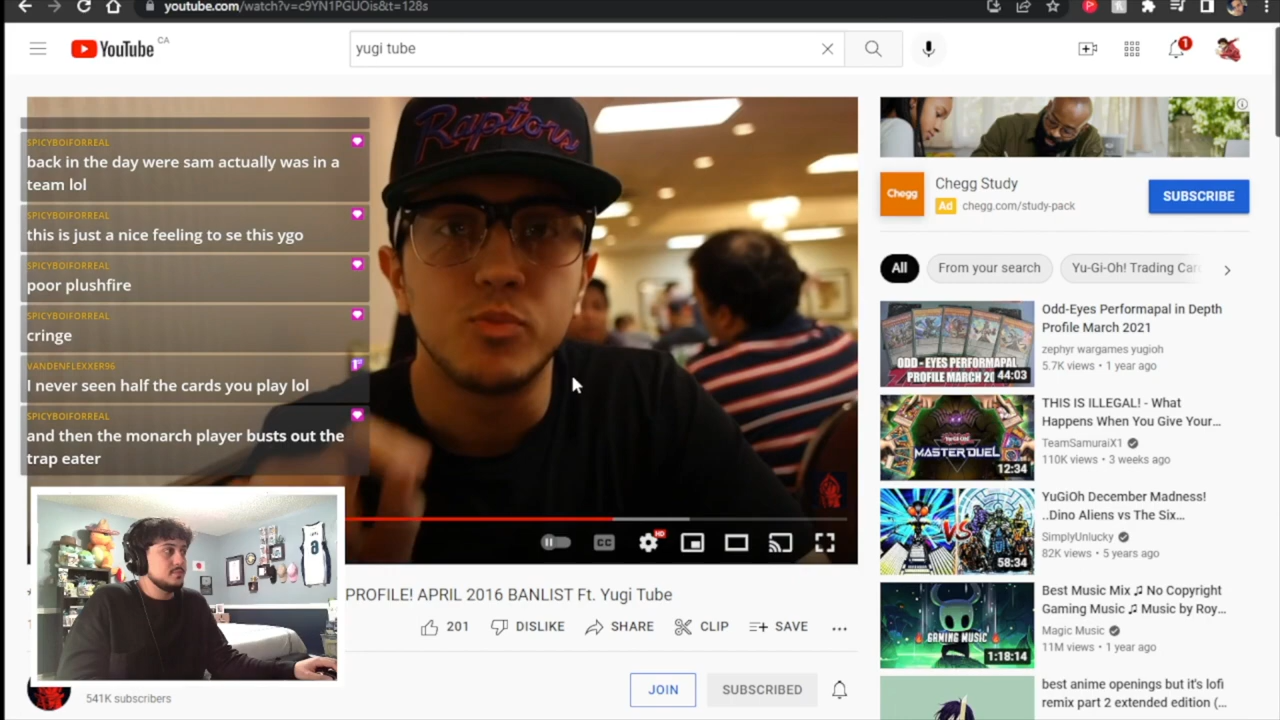 youtube.com/watch?v=c9YN1PGUOis&t=128s
YouTube CA
yugi tube
1
SPICYBOIFORREAL
back in the day were sam actually was in a
team lol
SPICYBOIFORREAL
this is just a nice feeling to se this ygo
SPICYBOIFORREAL
poor plushfire
SPICYBOIFORREAL
cringe
VANDENFLEXXER96
I never seen half the cards you play lol
SPICYBOIFORREAL
and then the monarch player busts out the
trap eater
Raptors
8
CC
HD
PROFILE! APRIL 2016 BANLIST Ft. Yugi Tube
201
DISLIKE
SHARE
CLIP
SAVE
541K subscribers
JOIN
SUBSCRIBED
Chegg
Chegg Study
Ad chegg.com/study-pack
SUBSCRIBE
All
From your search
Yu-Gi-Oh! Trading Car
ODD - EYES PERFORMAPAL
PROFILE MARCH 20
44:03
Odd-Eyes Performapal in Depth
Profile March 2021
zephyr wargames yugioh
5.7K views • 1 year ago
MASTER DUEL
12:34
THIS IS ILLEGAL! - What
Happens When You Give Your...
TeamSamuraiX1
110K views • 3 weeks ago
VS
58:34
YuGiOh December Madness!
..Dino Aliens vs The Six...
SimplyUnlucky
82K views • 5 years ago
GAMING MUSIC
1:18:14
Best Music Mix ♫ No Copyright
Gaming Music ♫ Music by Roy...
Magic Music
11M views • 1 year ago
best anime openings but it's lofi
remix part 2 extended edition (...